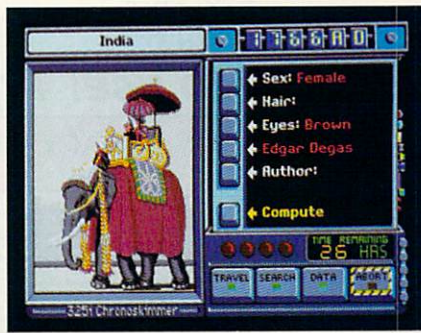 India
1166 A D
Sex: Female
Hair:
Eyes: Brown
Edgar Degas
Author:
Compute
TIME REMAINING
26 HRS
TRAVEL
SEARCH
DATA
ABORT
325i Chronoskimmer